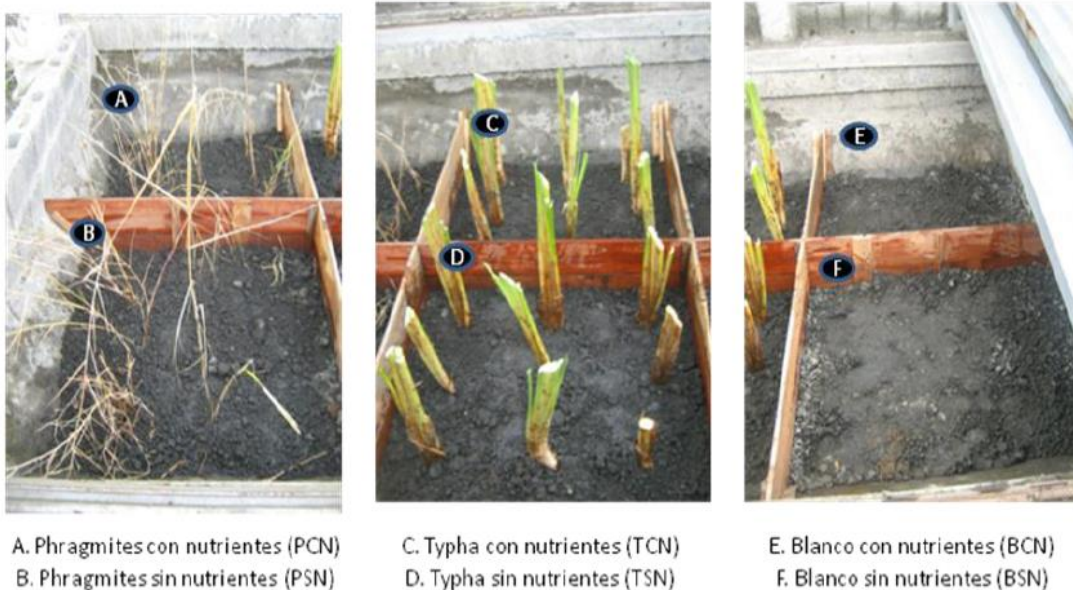 A
B
C
D
E
F
A. Phragmites con nutrientes (PCN)
B. Phragmites sin nutrientes (PSN)
C. Typha con nutrientes (TCN)
D. Typha sin nutrientes (TSN)
E. Blanco con nutrientes (BCN)
F. Blanco sin nutrientes (BSN)